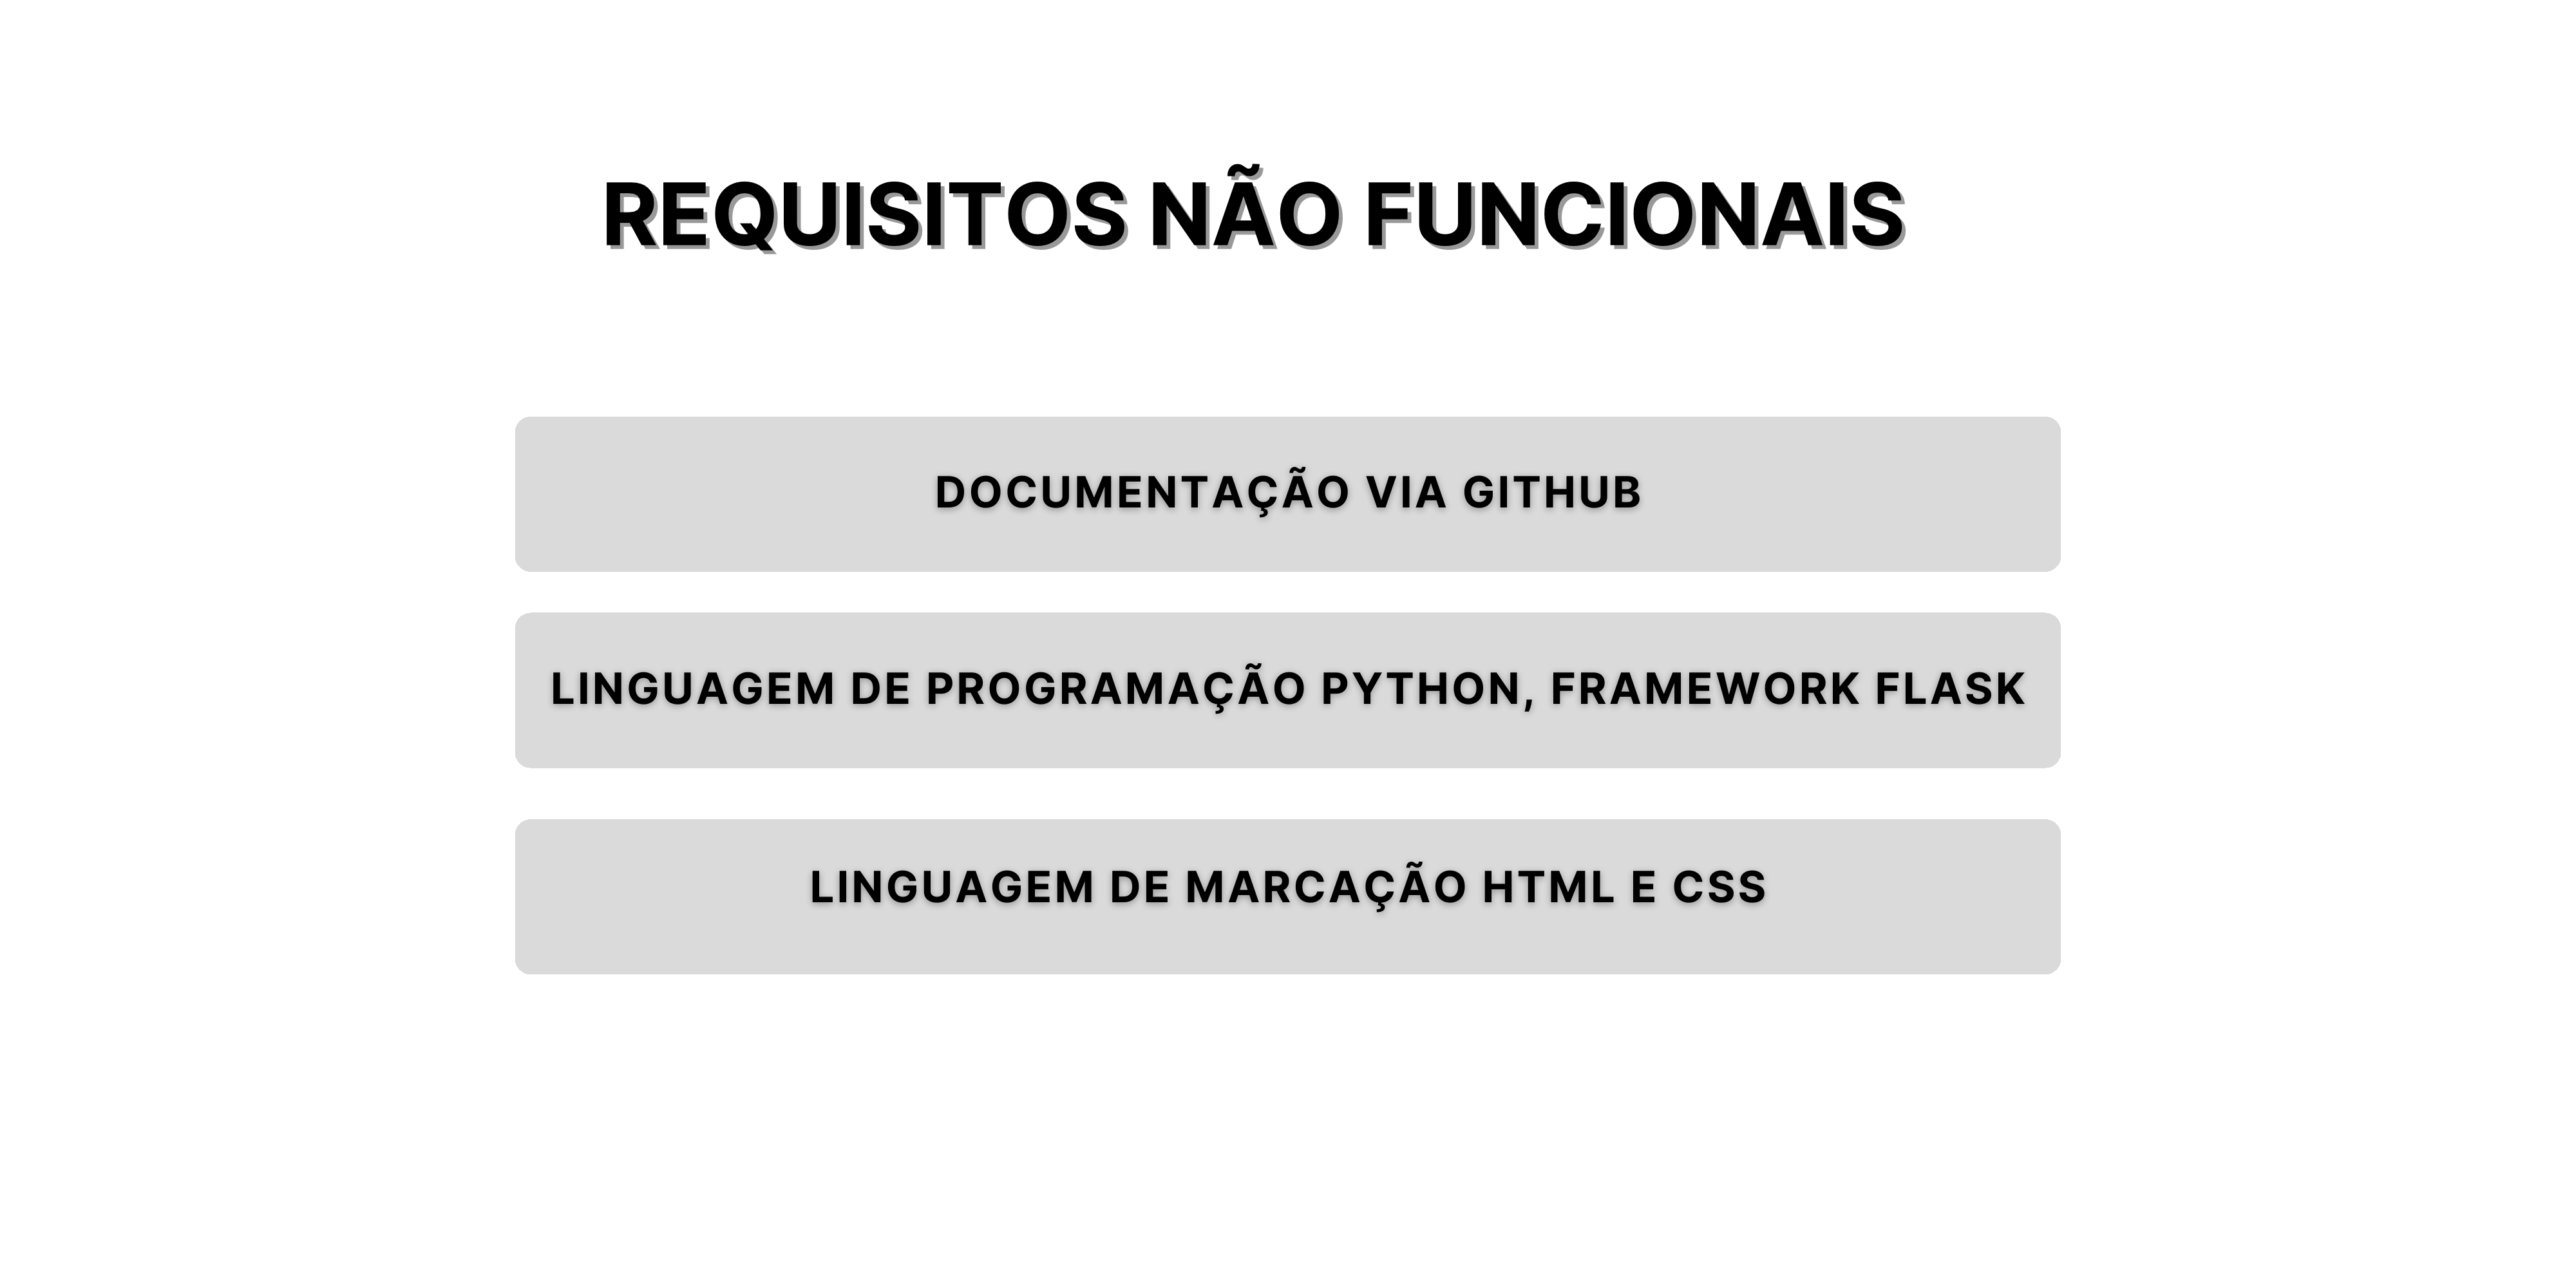 REQUISITOS NÃO FUNCIONAIS
DOCUMENTAÇÃO VIA GITHUB
LINGUAGEM DE PROGRAMAÇÃO PYTHON, FRAMEWORK FLASK
LINGUAGEM DE MARCAÇÃO HTML E CSS